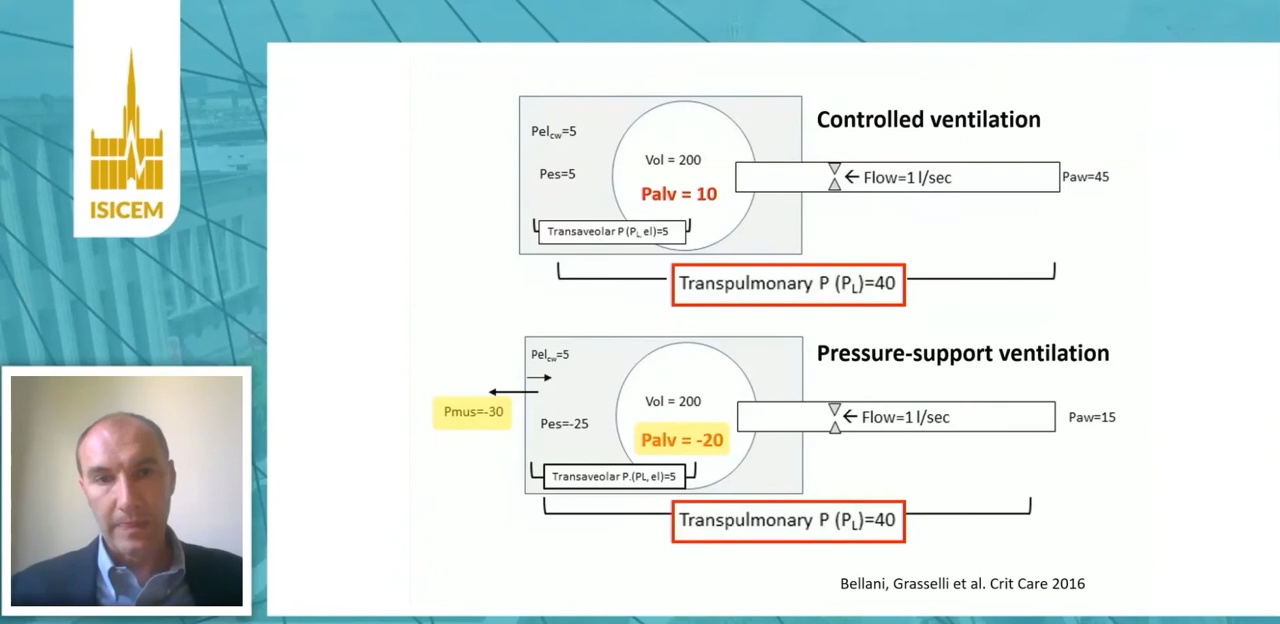 ISICEM
Controlled ventilation
Pelcw=5
Vol = 200
Pes=5
Palv = 10
Flow=1 l/sec
Paw=45
Transaveolar P (PL, el)=5
Transpulmonary P (PL)=40
Pressure-support ventilation
Pelcw=5
Pmus=-30
Vol = 200
Pes=-25
Palv = -20
Flow=1 l/sec
Paw=15
Transaveolar P.(PL, el)=5
Transpulmonary P (PL)=40
Bellani, Grasselli et al. Crit Care 2016